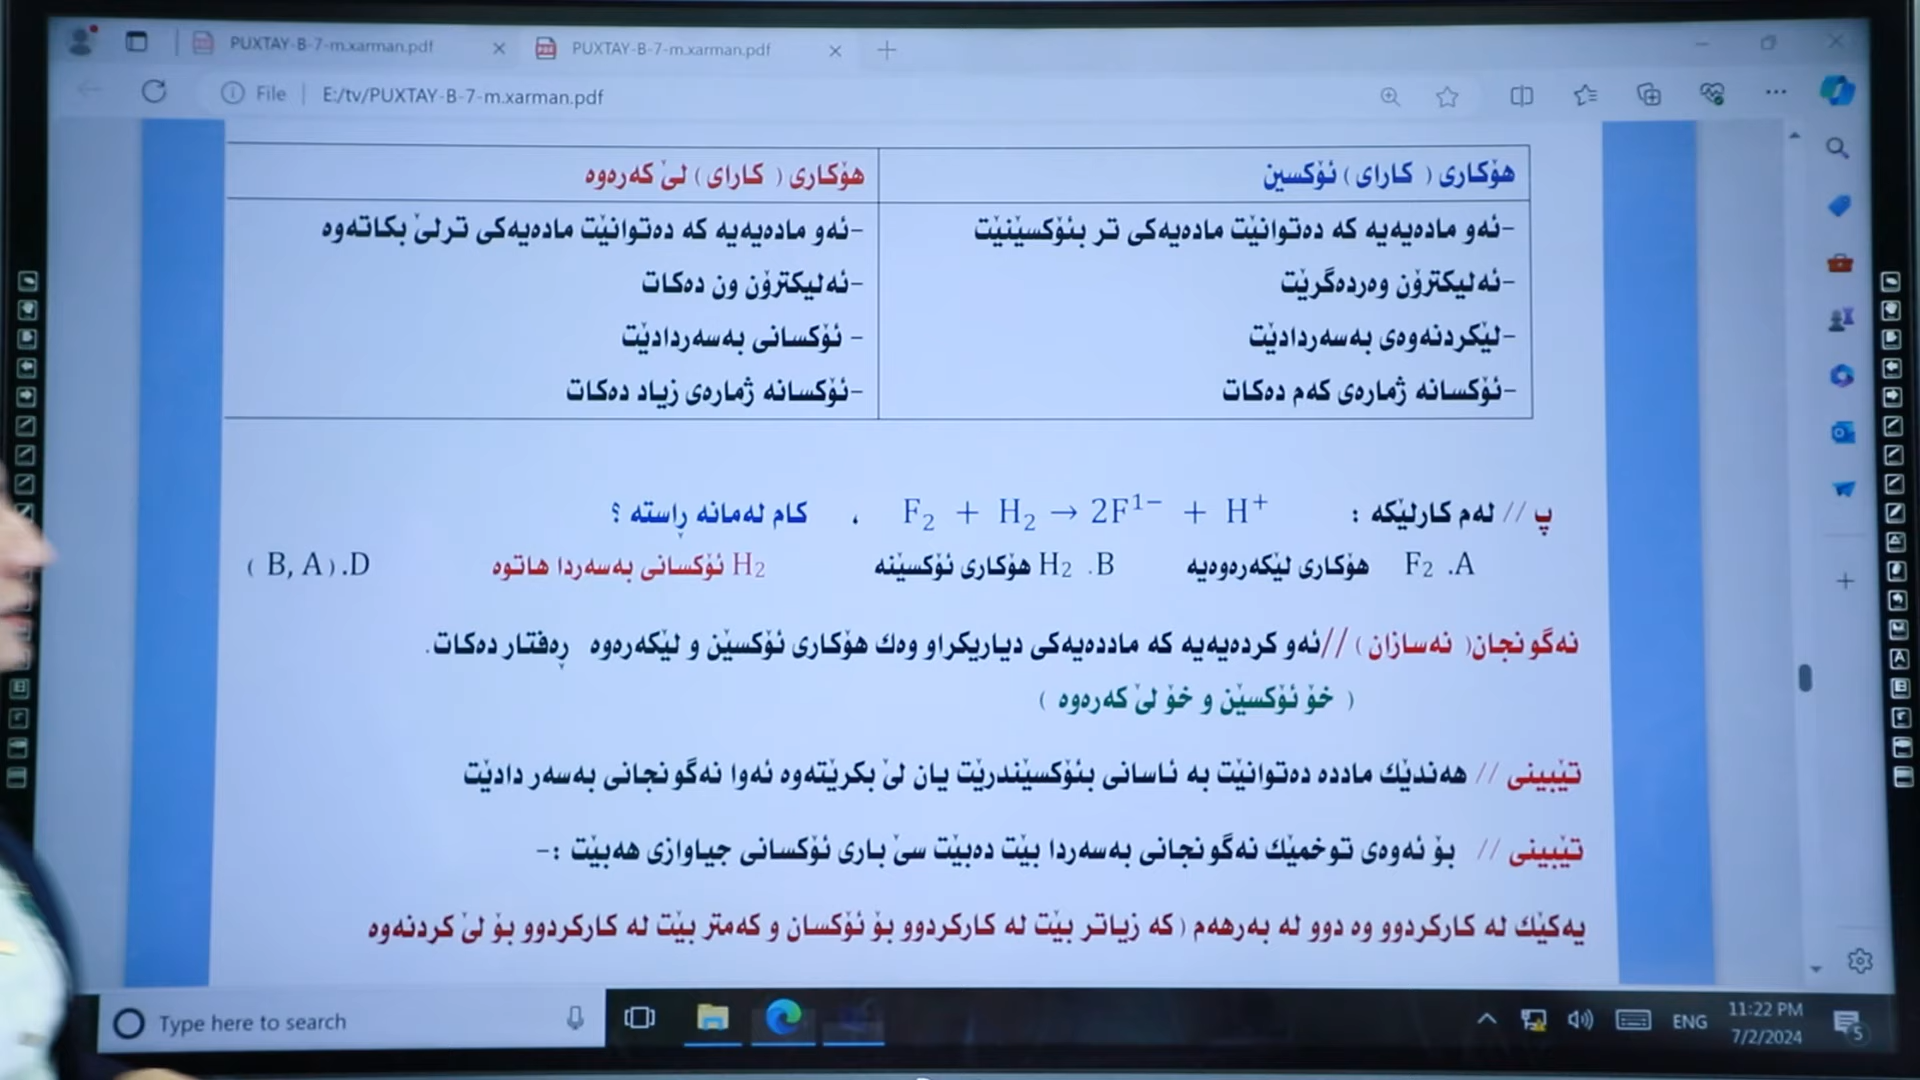 PUXTAY-B-7-m.xarman.pdf
PUXTAY-B-7-m.xarman.pdf
File
E:/tv/PUXTAY-B-7-m.xarman.pdf
هۆکاری ( کارای) ئۆکسین
هۆکاری ( کارای) لێ کەرەوە
-ئەو مادەیەیە کە دەتوانێت مادەیەکی تر بئۆکسێنێت
-ئەلیکترۆن وەردەگرێت
-لێکردنەوەی بەسەردادێت
-ئۆکسانە ژمارەی کەم دەکات
-ئەو مادەیەیە کە دەتوانێت مادەیەکی ترلێ بکاتەوە
-ئەلیکترۆن ون دەکات
- ئۆکسانی بەسەردادێت
-ئۆکسانە ژمارەی زیاد دەکات
پ // لەم کارلێکە : F₂ + H₂ → 2F¹⁻ + H⁺ ، کام لەمانە ڕاستە ؟
F₂ .A هۆکاری لێکەرەوەیە H₂ .B هۆکاری ئۆکسێنە H₂ ئۆکسانی بەسەردا هاتوە ( B, A).D
نەگونجان( نەسازان ) //ئەو کردەیەیە کە ماددەیەکی دیاریکراو وەك هۆکاری ئۆکسێن و لێکەرەوە ڕەفتار دەکات.
( خۆ ئۆکسێن و خۆ لێ کەرەوە )
تێبینی // هەندێك ماددە دەتوانێت بە ئاسانی بئۆکسێندرێت یان لێ بکرێتەوە ئەوا نەگونجانی بەسەر دادێت
تێبینی // بۆ ئەوەی توخمێك نەگونجانی بەسەردا بێت دەبێت سێ باری ئۆکسانی جیاوازی هەبێت :-
یەکێك لە کارکردوو وە دوو لە بەرهەم ( کە زیاتر بێت لە کارکردوو بۆ ئۆکسان و کەمتر بێت لە کارکردوو بۆ لێ کردنەوە
Type here to search
ENG
11:22 PM
7/2/2024
5